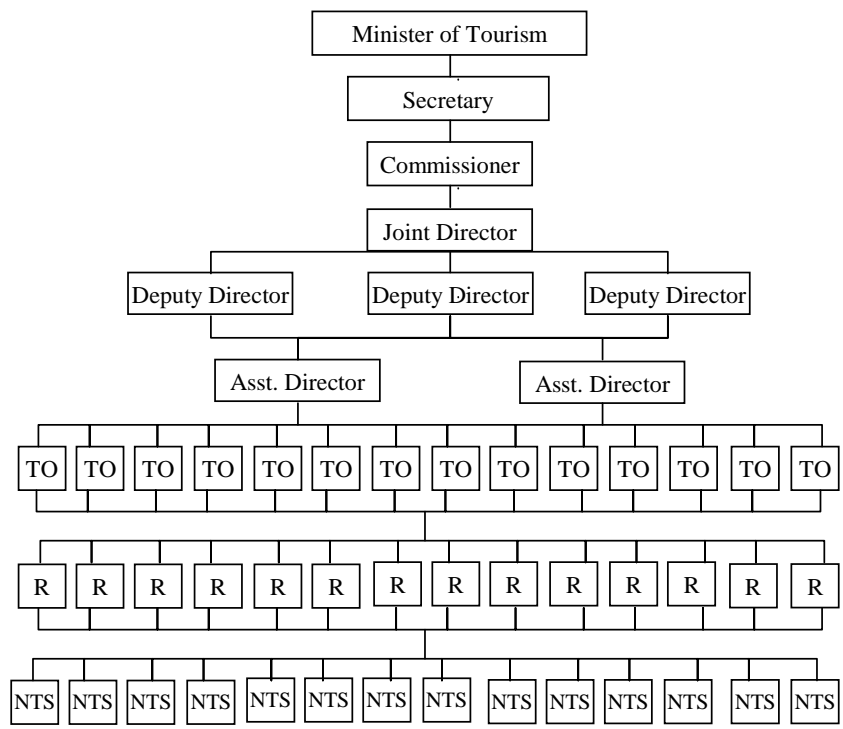 Minister of Tourism
Secretary
Commissioner
Joint Director
Deputy Director Deputy Director Deputy Director
Asst. Director Asst. Director
TO TO TO TO TO TO TO TO TO TO TO TO TO TO
R R R R R R R R R R R R R R
NTS NTS NTS NTS NTS NTS NTS NTS NTS NTS NTS NTS NTS NTS